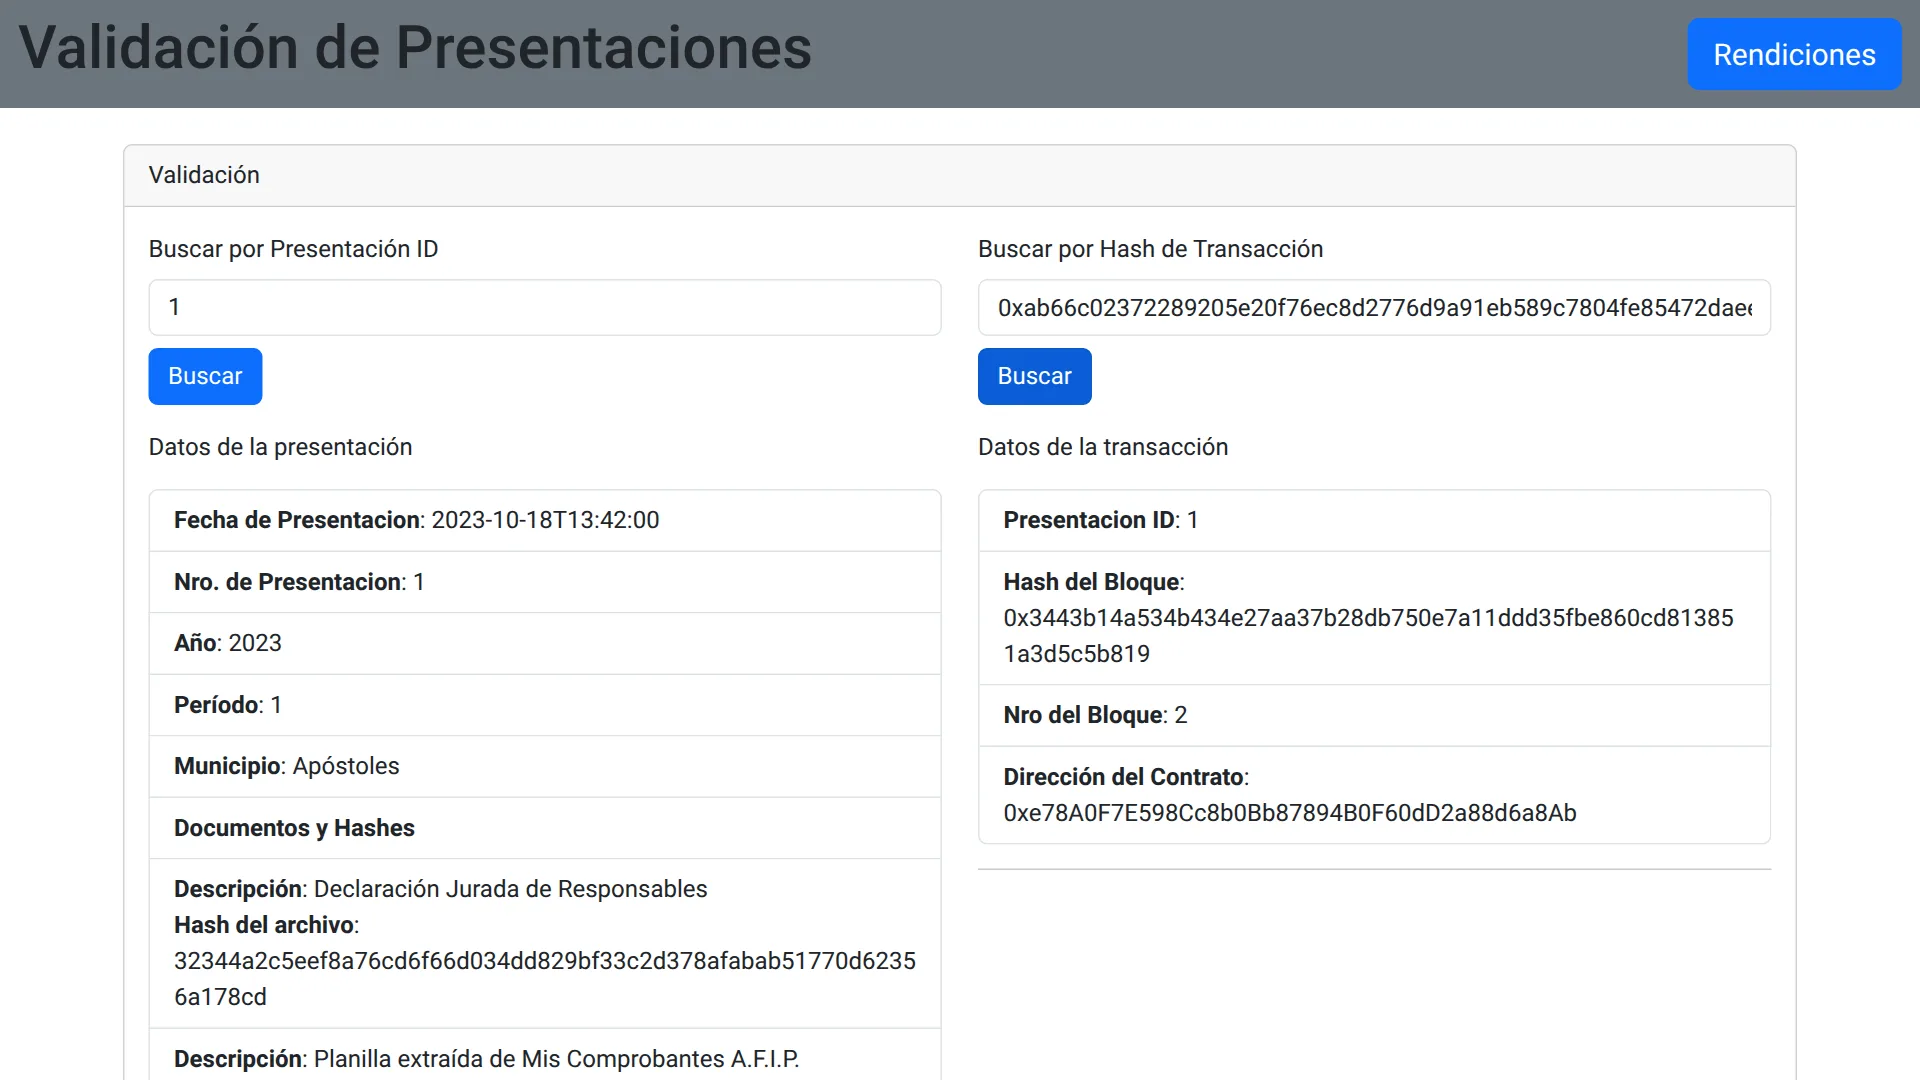 Validación de Presentaciones
Rendiciones
Validación
Buscar por Presentación ID
1
Buscar
Datos de la presentación
Fecha de Presentacion: 2023-10-18T13:42:00
Nro. de Presentacion: 1
Año: 2023
Período: 1
Municipio: Apóstoles
Documentos y Hashes
Descripción: Declaración Jurada de Responsables
Hash del archivo:
32344a2c5eef8a76cd6f66d034dd829bf33c2d378afabab51770d6235
6a178cd
Descripción: Planilla extraída de Mis Comprobantes A.F.I.P.
Buscar por Hash de Transacción
0xab66c02372289205e20f76ec8d2776d9a91eb589c7804fe85472daee
Buscar
Datos de la transacción
Presentacion ID: 1
Hash del Bloque:
0x3443b14a534b434e27aa37b28db750e7a11ddd35fbe860cd81385
1a3d5c5b819
Nro del Bloque: 2
Dirección del Contrato:
0xe78A0F7E598Cc8b0Bb87894B0F60dD2a88d6a8Ab